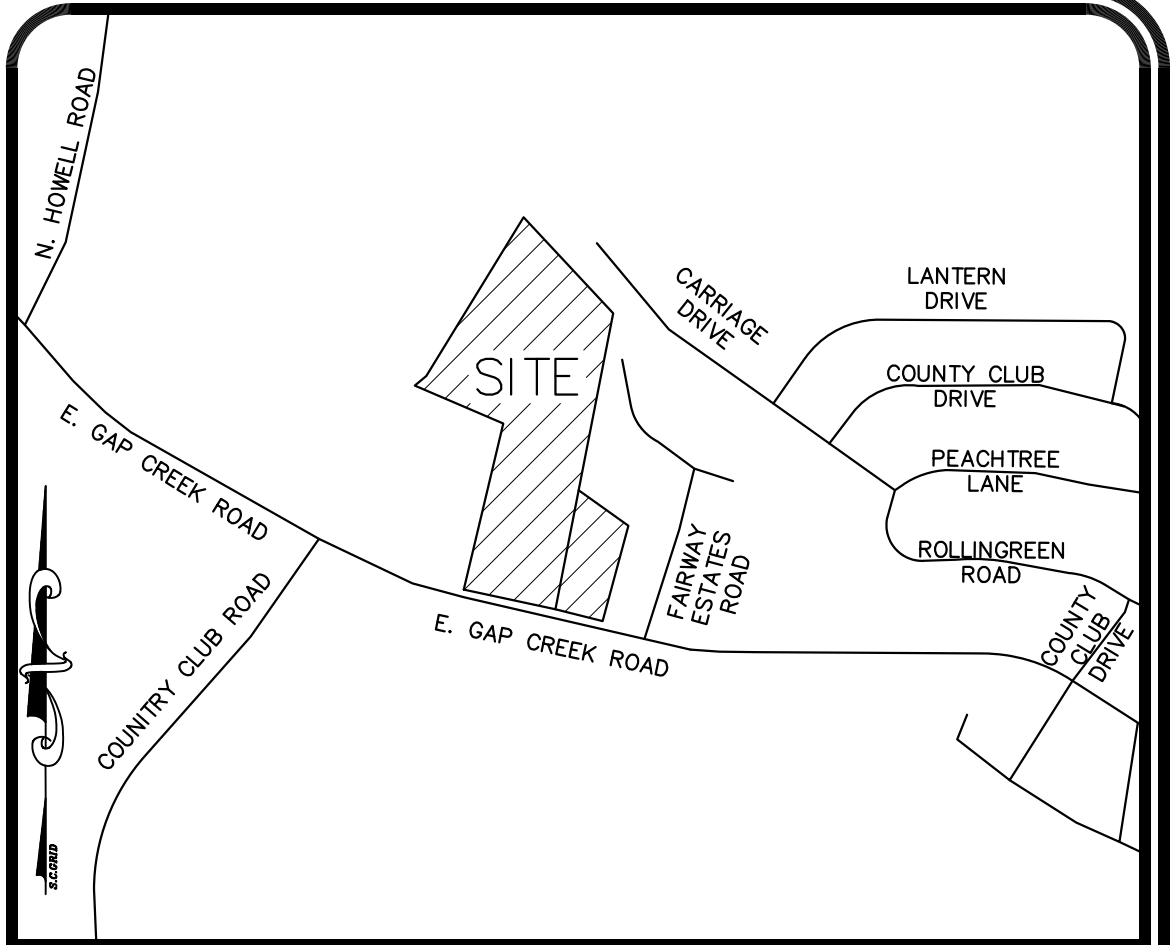 N. HOWELL ROAD
CARRIAGE
DRIVE
LANTERN
DRIVE
SITE
COUNTY CLUB
DRIVE
E. GAP CREEK ROAD
PEACHTREE
LANE
FAIRWAY
ESTATES
ROAD
ROLLINGREEN
ROAD
COUNITRY CLUB ROAD
E. GAP CREEK ROAD
COUNTY
CLUB
DRIVE
S.C.GRID